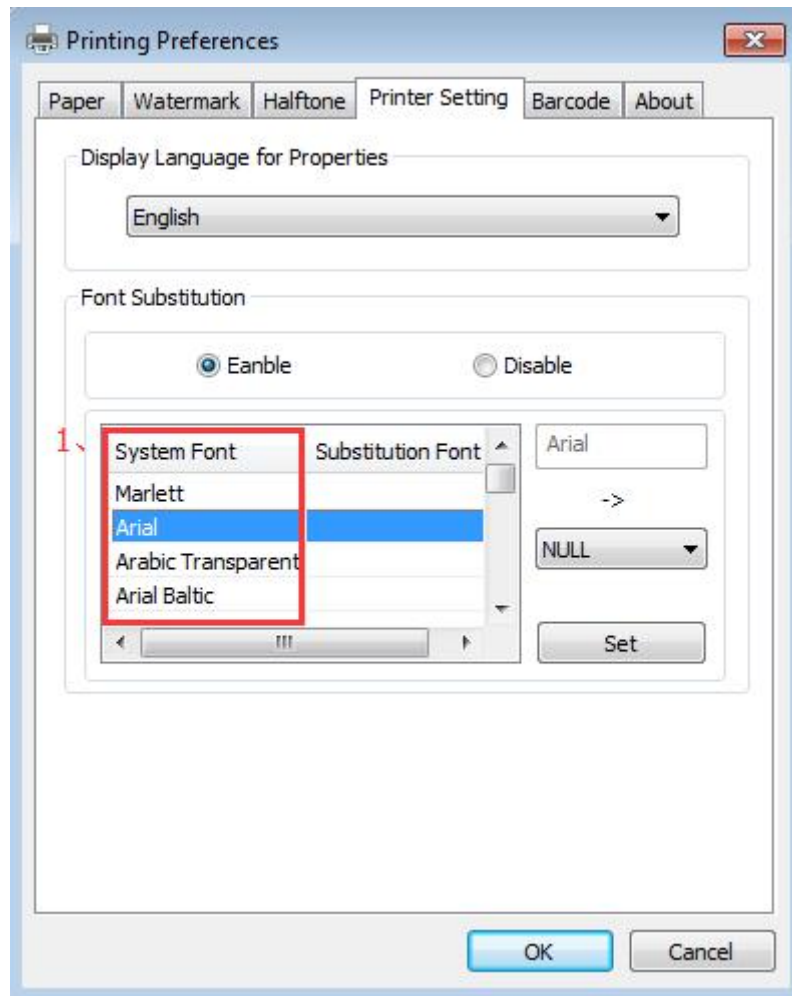 Printing Preferences
Paper Watermark Halftone Printer Setting Barcode About
Display Language for Properties
English
Font Substitution
Eanble Disable
1、
System Font Substitution Font
Arial
Marlett
->
Arial
NULL
Arabic Transparent
Arial Baltic
Set
OK Cancel